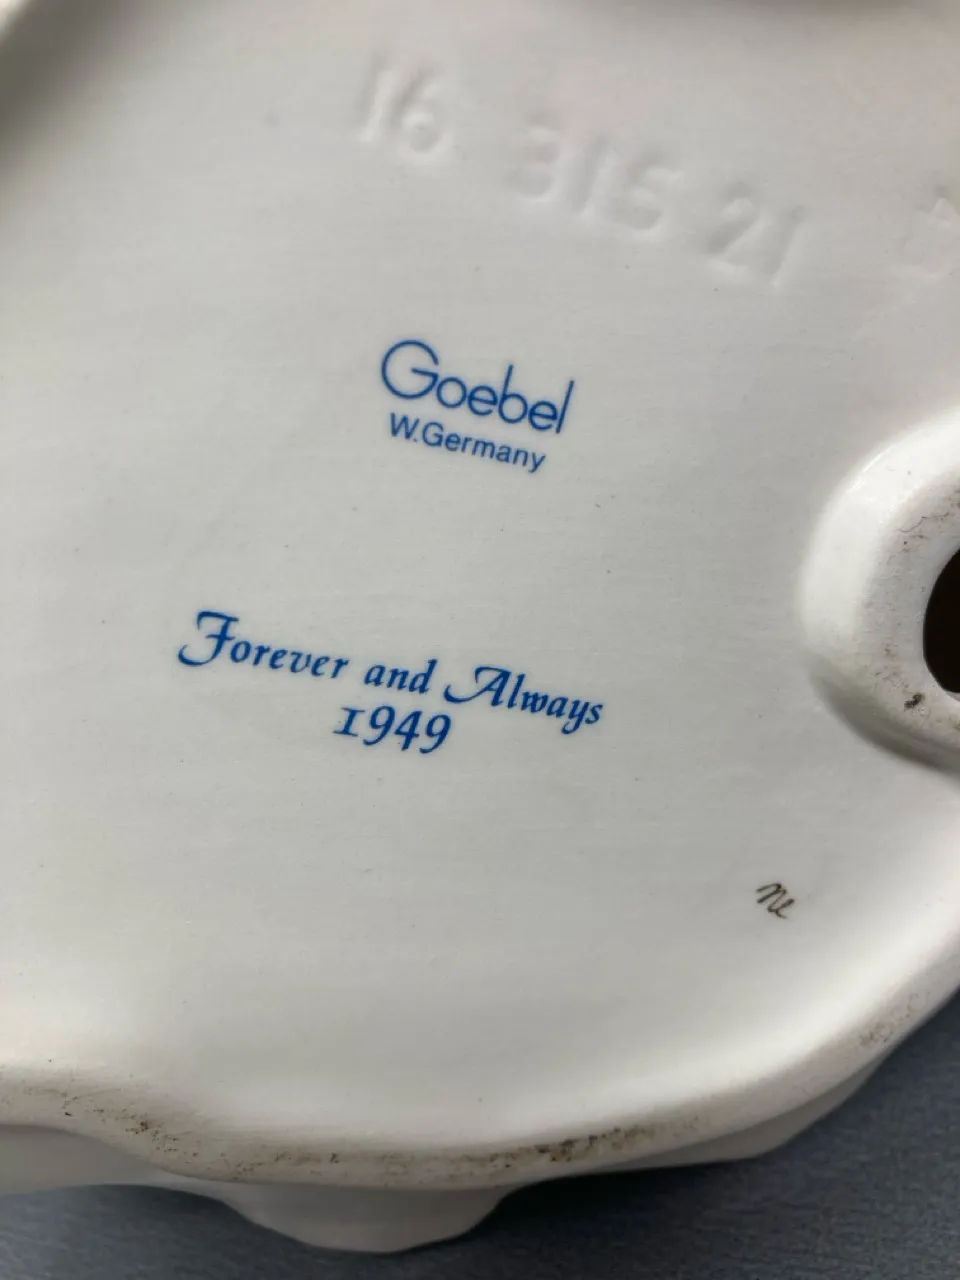 16 315 21
Goebel
W.Germany
Forever and Always
1949